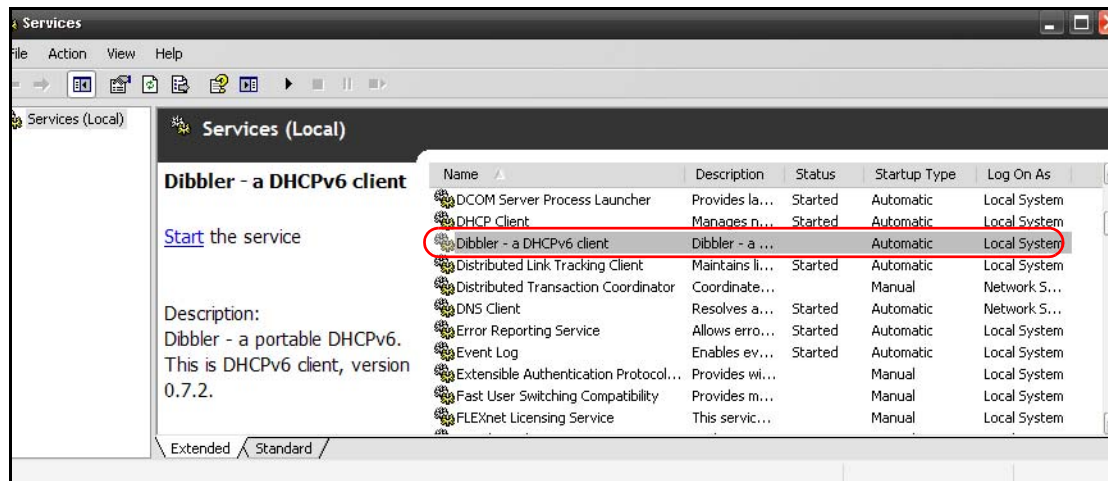 Services
File Action View Help
Services (Local)
Services (Local)
Dibbler - a DHCPv6 client
Start the service
Description:
Dibbler - a portable DHCPv6.
This is DHCPv6 client, version
0.7.2.
Name Description Status Startup Type Log On As
DCOM Server Process Launcher Provides la... Started Automatic Local System
DHCP Client Manages n... Started Automatic Local System
Dibbler - a DHCPv6 client Dibbler - a ... Automatic Local System
Distributed Link Tracking Client Maintains li... Started Automatic Local System
Distributed Transaction Coordinator Coordinate... Manual Network S...
DNS Client Resolves a... Started Automatic Network S...
Error Reporting Service Allows erro... Started Automatic Local System
Event Log Enables ev... Started Automatic Local System
Extensible Authentication Protocol... Provides wi... Manual Local System
Fast User Switching Compatibility Provides m... Manual Local System
FLEXnet Licensing Service This servic... Manual Local System
Extended Standard